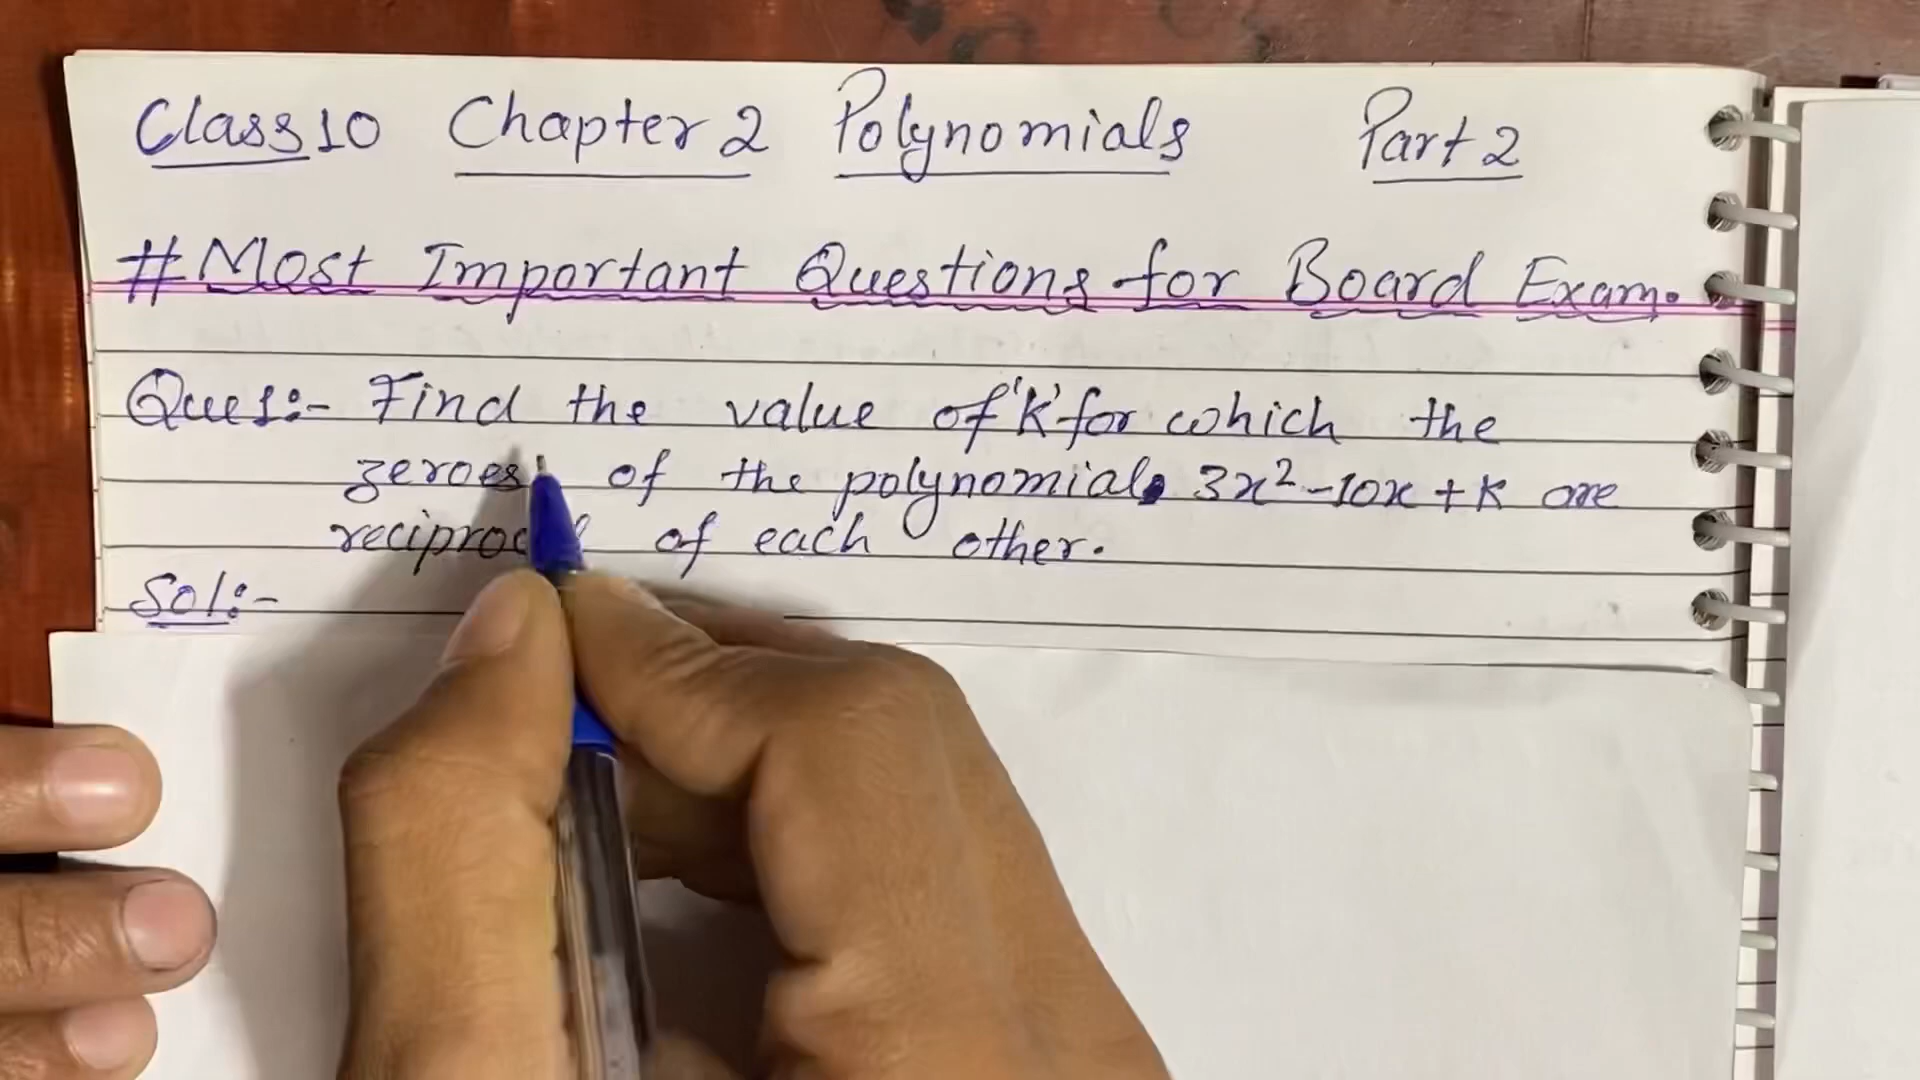 Class 10 Chapter 2 Polynomials Part 2
# Most Important Questions for Board Exam.
Ques:- Find the value of 'K' for which the
zeroes of the polynomial 3x²-10x+k are
of each other.
Sol:-